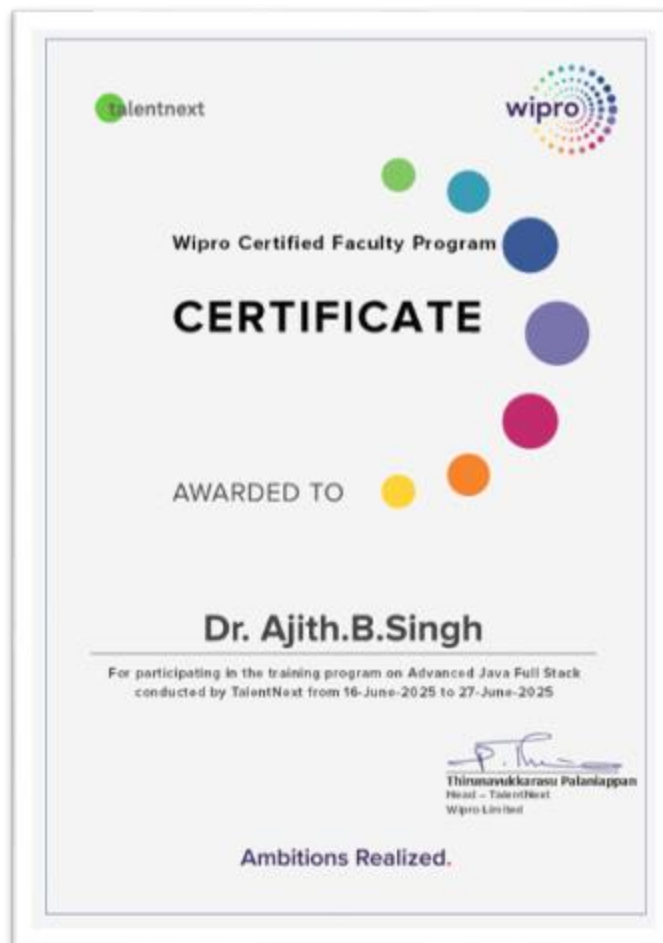 talentnext
wipro
Wipro Certified Faculty Program
CERTIFICATE
AWARDED TO
Dr. Ajith.B.Singh
For participating in the training program on Advanced Java Full Stack
conducted by TalentNext from 16-June-2025 to 27-June-2025
P. Th
Thirunavukkarasu Palaniappan
Head – TalentNext
Wipro Limited
Ambitions Realized.